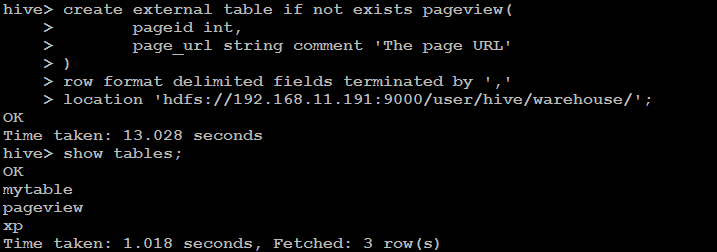 hive> create external table if not exists pageview(
    >        pageid int,
    >        page_url string comment 'The page URL'
    > )
    > row format delimited fields terminated by ','
    > location 'hdfs://192.168.11.191:9000/user/hive/warehouse/';
OK
Time taken: 13.028 seconds
hive> show tables;
OK
mytable
pageview
xp
Time taken: 1.018 seconds, Fetched: 3 row(s)